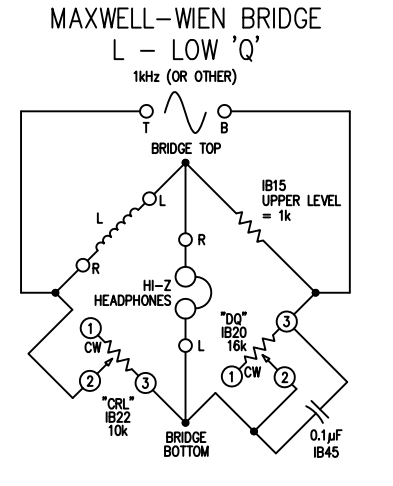 MAXWELL-WIEN BRIDGE
L - LOW 'Q'
1kHz (OR OTHER)
T
B
BRIDGE TOP
IB15
UPPER LEVEL
= 1k
L
L
R
R
HI-Z
HEADPHONES
L
1
CW
2
3
"CRL"
IB22
10k
"DQ"
IB20
16k
3
1
CW
2
0.1µF
IB45
BRIDGE
BOTTOM